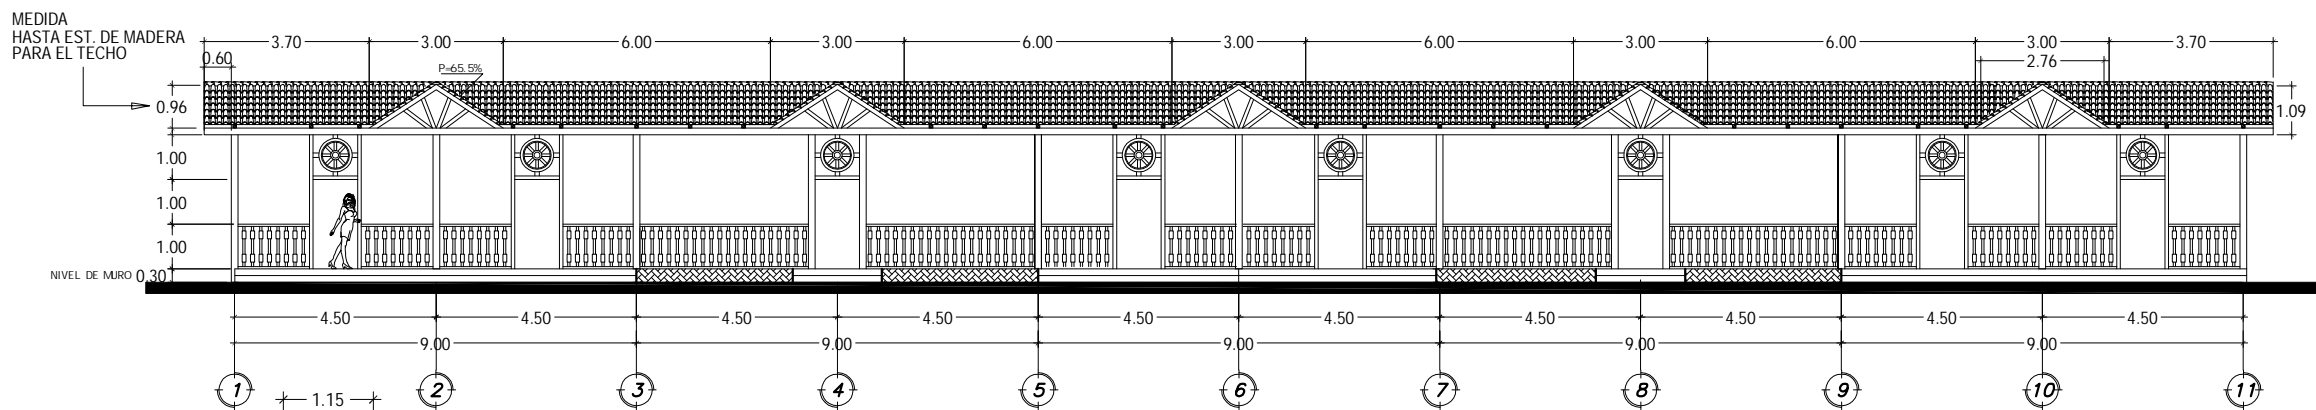 MEDIDA
HASTA EST. DE MADERA
PARA EL TECHO
3.70 3.00 6.00 3.00 6.00 3.00 6.00 3.00 6.00 3.00 3.70
0.60 2.76
P=65.5%
0.96 1.09
1.00
1.00
1.00
NIVEL DE MURO 0.30
4.50 4.50 4.50 4.50 4.50 4.50 4.50 4.50 4.50 4.50
9.00 9.00 9.00 9.00 9.00
1 2 3 4 5 6 7 8 9 10 11
1.15